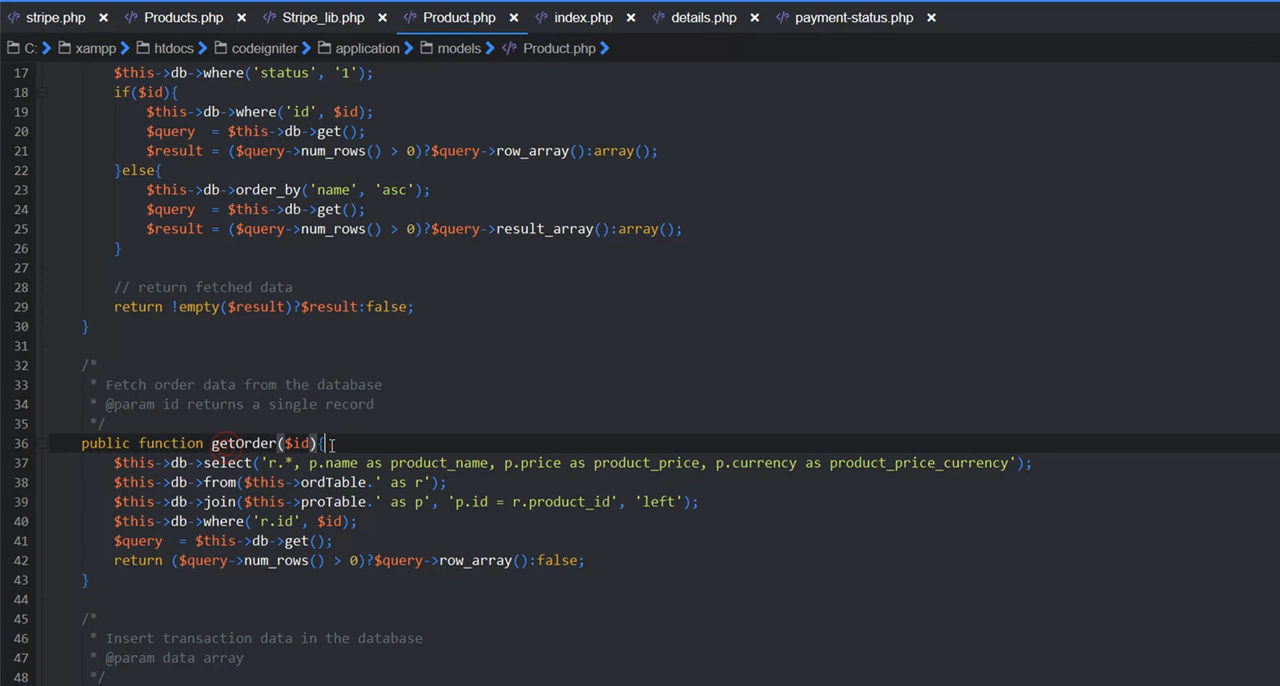 stripe.php × Products.php × Stripe_lib.php × Product.php × index.php × details.php × payment-status.php ×
C: xampp htdocs codeigniter application models Product.php
17 $this->db->where('status', '1');
18 if($id){
19 $this->db->where('id', $id);
20 $query  = $this->db->get();
21 $result = ($query->num_rows() > 0)?$query->row_array():array();
22 }else{
23 $this->db->order_by('name', 'asc');
24 $query  = $this->db->get();
25 $result = ($query->num_rows() > 0)?$query->result_array():array();
26 }
27
28 // return fetched data
29 return !empty($result)?$result:false;
30 }
31
32 /*
33 * Fetch order data from the database
34 * @param id returns a single record
35 */
36 public function getOrder($id){
37 $this->db->select('r.*, p.name as product_name, p.price as product_price, p.currency as product_price_currency');
38 $this->db->from($this->ordTable.' as r');
39 $this->db->join($this->proTable.' as p', 'p.id = r.product_id', 'left');
40 $this->db->where('r.id', $id);
41 $query  = $this->db->get();
42 return ($query->num_rows() > 0)?$query->row_array():false;
43 }
44
45 /*
46 * Insert transaction data in the database
47 * @param data array
48 */